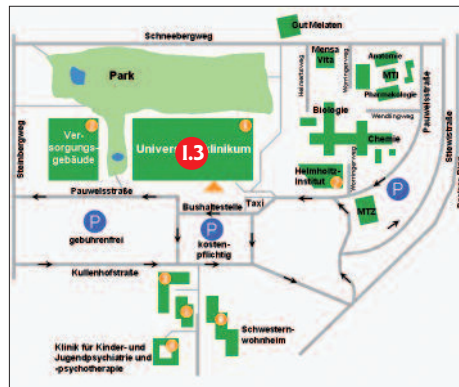 Gut Melaten
Schneebergweg
Mensa
Vita
Anatomie
MTI
Pharmakologie
Park
Steinbergweg
Wendlingweg
Biologie
Chemie
Pauwelsstraße
Ver-
sorgungs-
gebäude
Univers
klinikum
I.3
Helmholtz-
Institut
Pauwelsstraße
Bushaltestelle
Taxi
MTZ
P
P
gebührenfrei
P
kosten-
pflichtig
Kullenhofstraße
Schwestern-
wohnheim
Klinik für Kinder- und
Jugendpsychiatrie und
-psychotherapie